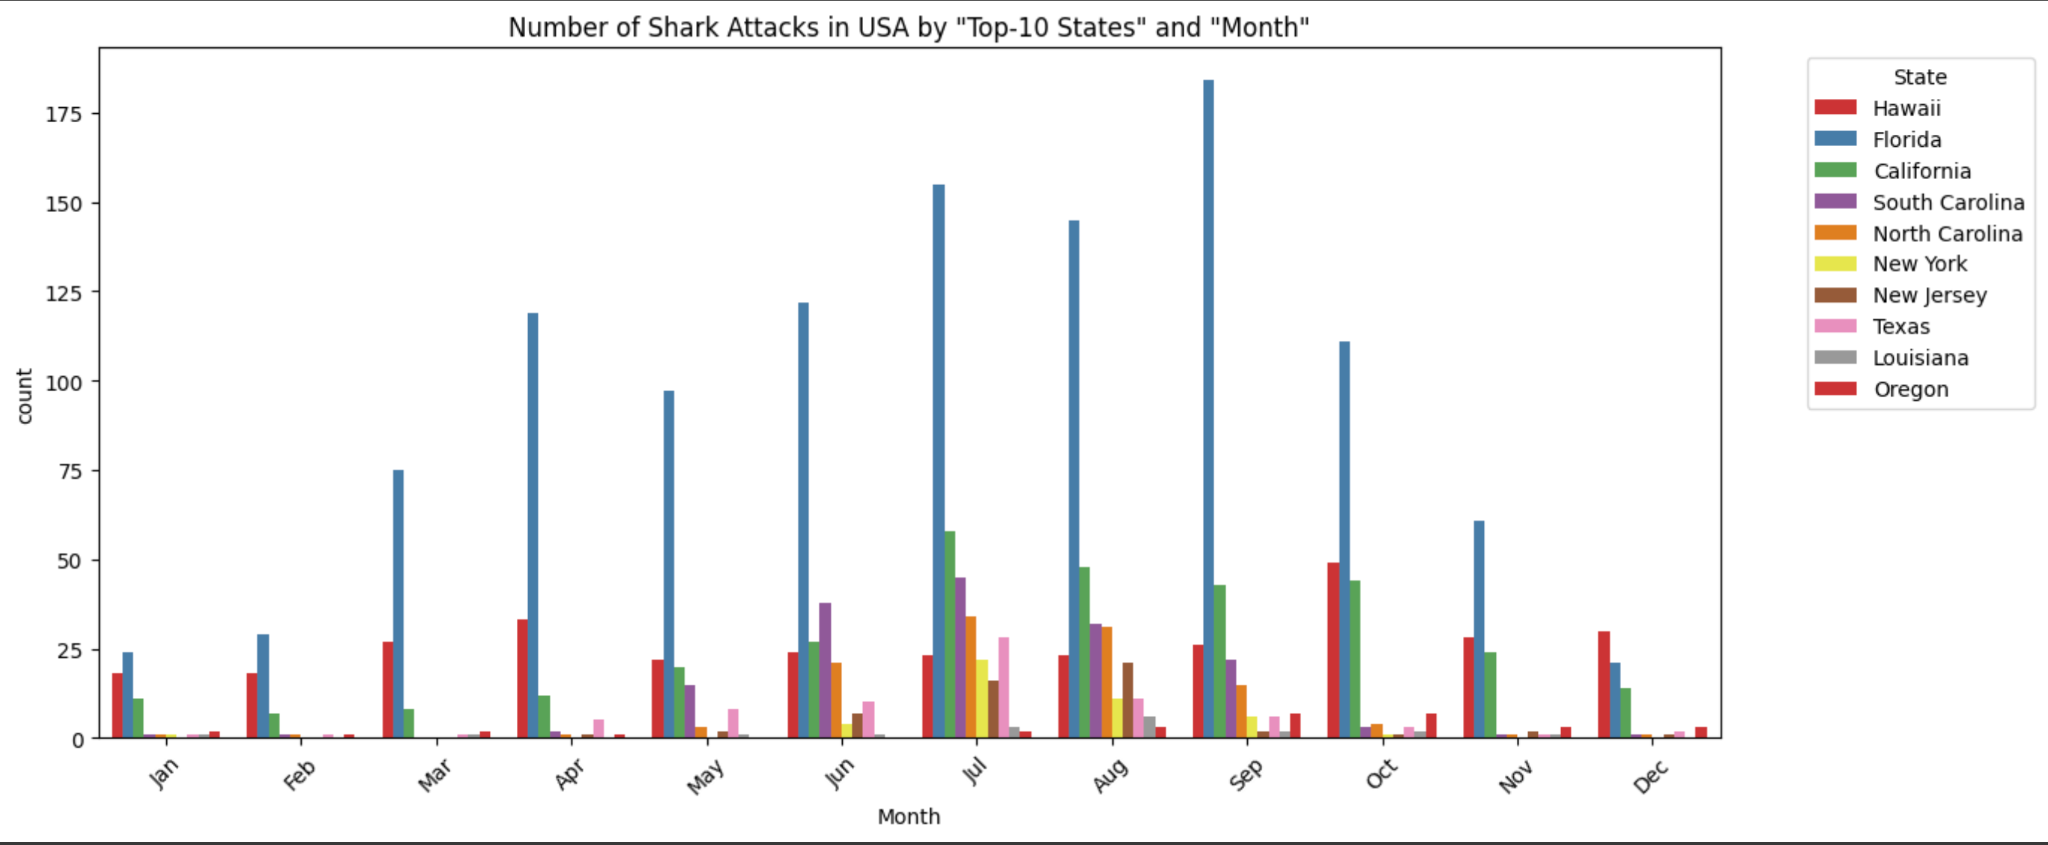 Number of Shark Attacks in USA by "Top-10 States" and "Month"
count
175
150
125
100
75
50
25
0
Jan
Feb
Mar
Apr
May
Jun
Jul
Aug
Sep
Oct
Nov
Dec
Month
State
Hawaii
Florida
California
South Carolina
North Carolina
New York
New Jersey
Texas
Louisiana
Oregon